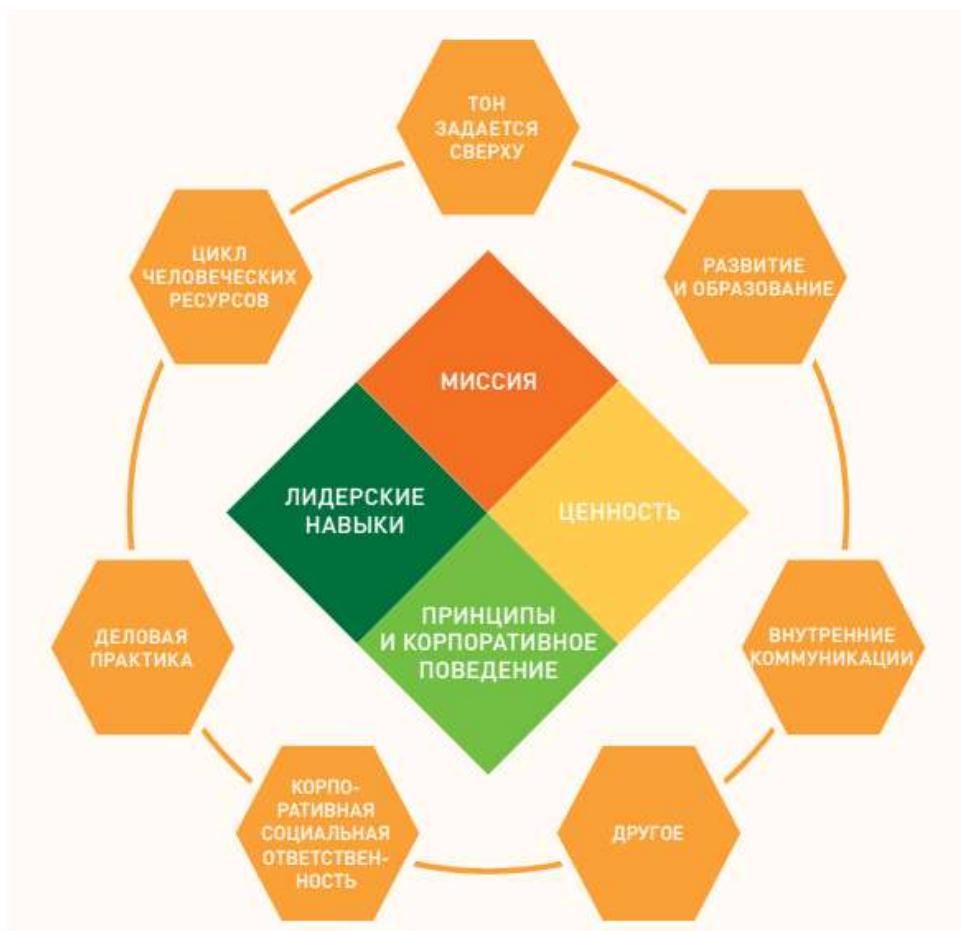 ТОН
ЗАДАЕТСЯ
СВЕРХУ
ЦИКЛ
ЧЕЛОВЕЧЕСКИХ
РЕСУРСОВ
РАЗВИТИЕ
И ОБРАЗОВАНИЕ
МИССИЯ
ЛИДЕРСКИЕ
НАВЫКИ
ЦЕННОСТЬ
ПРИНЦИПЫ
И КОРПОРАТИВНОЕ
ПОВЕДЕНИЕ
ДЕЛОВАЯ
ПРАКТИКА
ВНУТРЕННИЕ
КОММУНИКАЦИИ
КОРПО-
РАТИВНАЯ
СОЦИАЛЬНАЯ
ОТВЕТСТВЕН-
НОСТЬ
ДРУГОЕ